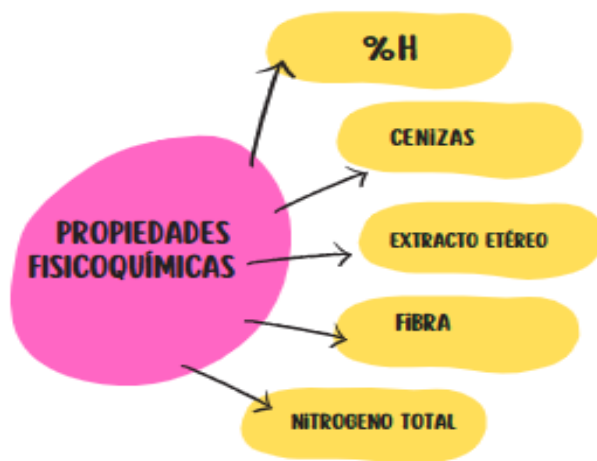 %H
CENIZAS
PROPIEDADES
FISICOQUÍMICAS
EXTRACTO ETÉREO
FIBRA
NITROGENO TOTAL